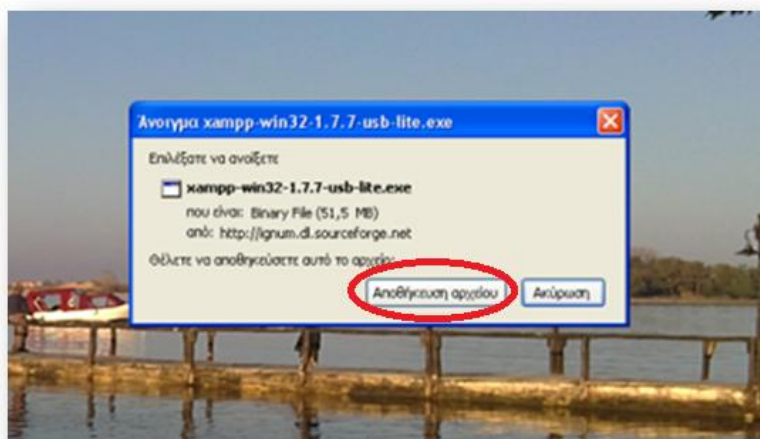 Άνοιγμα xampp-win32-1.7.7-usb-lite.exe
Επιλέξατε να ανοίξετε
xampp-win32-1.7.7-usb-lite.exe
που είναι: Binary File (51,5 MB)
από: http://ignum.dl.sourceforge.net
Θέλετε να αποθηκεύσετε αυτό το αρχείο;
Αποθήκευση αρχείου Ακύρωση